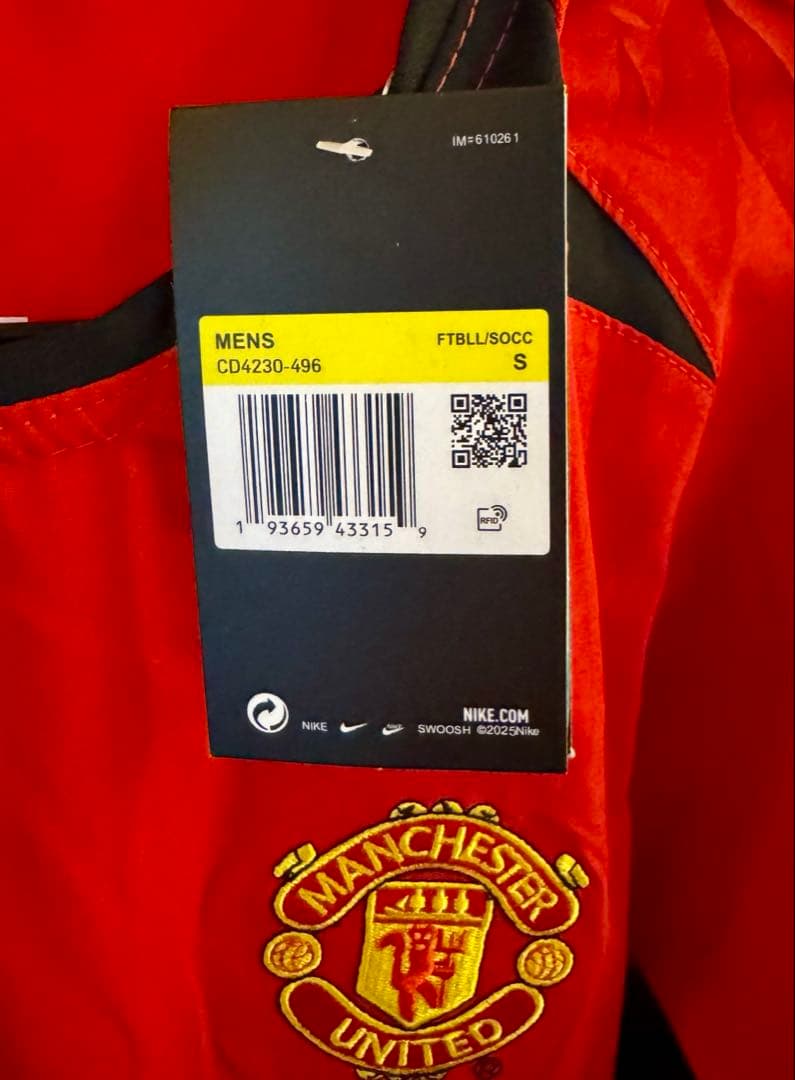 IM=610261
MENS FTBLL/SOCC
CD4230-496 S
1 93659 43315 9
RFID
NIKE.COM
NIKE SWOOSH ©2025Nike
MANCHESTER
UNITED